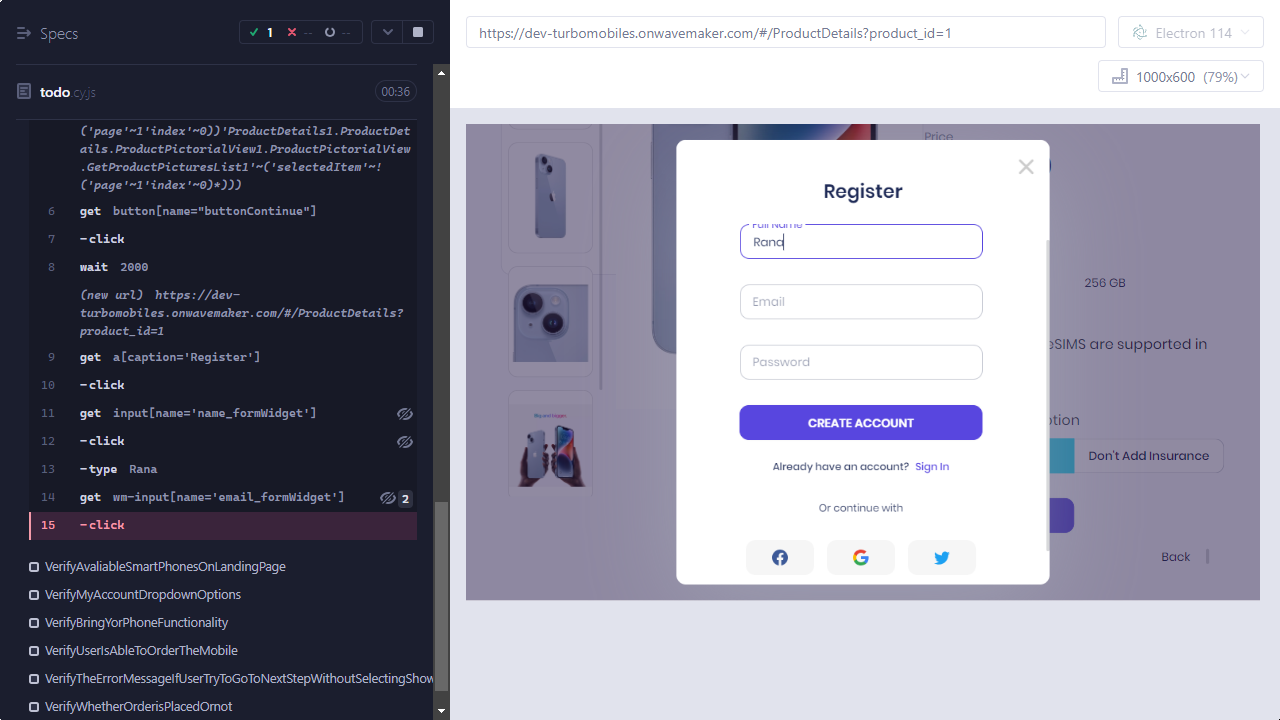 Specs
1
--
--
https://dev-turbomobiles.onwavemaker.com/#/ProductDetails?product_id=1
Electron 114
1000x600 (79%)
todo.cy.js
00:36
('page'~1'index'~0))'ProductDetails1.ProductDet
ails.ProductPictorialView1.ProductPictorialView
.GetProductPicturesList1'~('selectedItem'~!
('page'~1'index'~0)*)))
6 get button[name="buttonContinue"]
7 -click
8 wait 2000
(new url) https://dev-
turbomobiles.onwavemaker.com/#/ProductDetails?
product_id=1
9 get a[caption='Register']
10 -click
11 get input[name='name_formWidget']
12 -click
13 -type Rana
14 get wm-input[name='email_formWidget'] 2
15 -click
VerifyAvaliableSmartPhonesOnLandingPage
VerifyMyAccountDropdownOptions
VerifyBringYorPhoneFunctionality
VerifyUserIsAbleToOrderTheMobile
VerifyTheErrorMessageIfUserTryToGoToNextStepWithoutSelectingShow
VerifyWhetherOrderisPlacedOrnot
Price
Register
Full Name
Rana
Email
Password
CREATE ACCOUNT
Already have an account? Sign In
Or continue with
256 GB
eSIMS are supported in
tion
Don't Add Insurance
Back